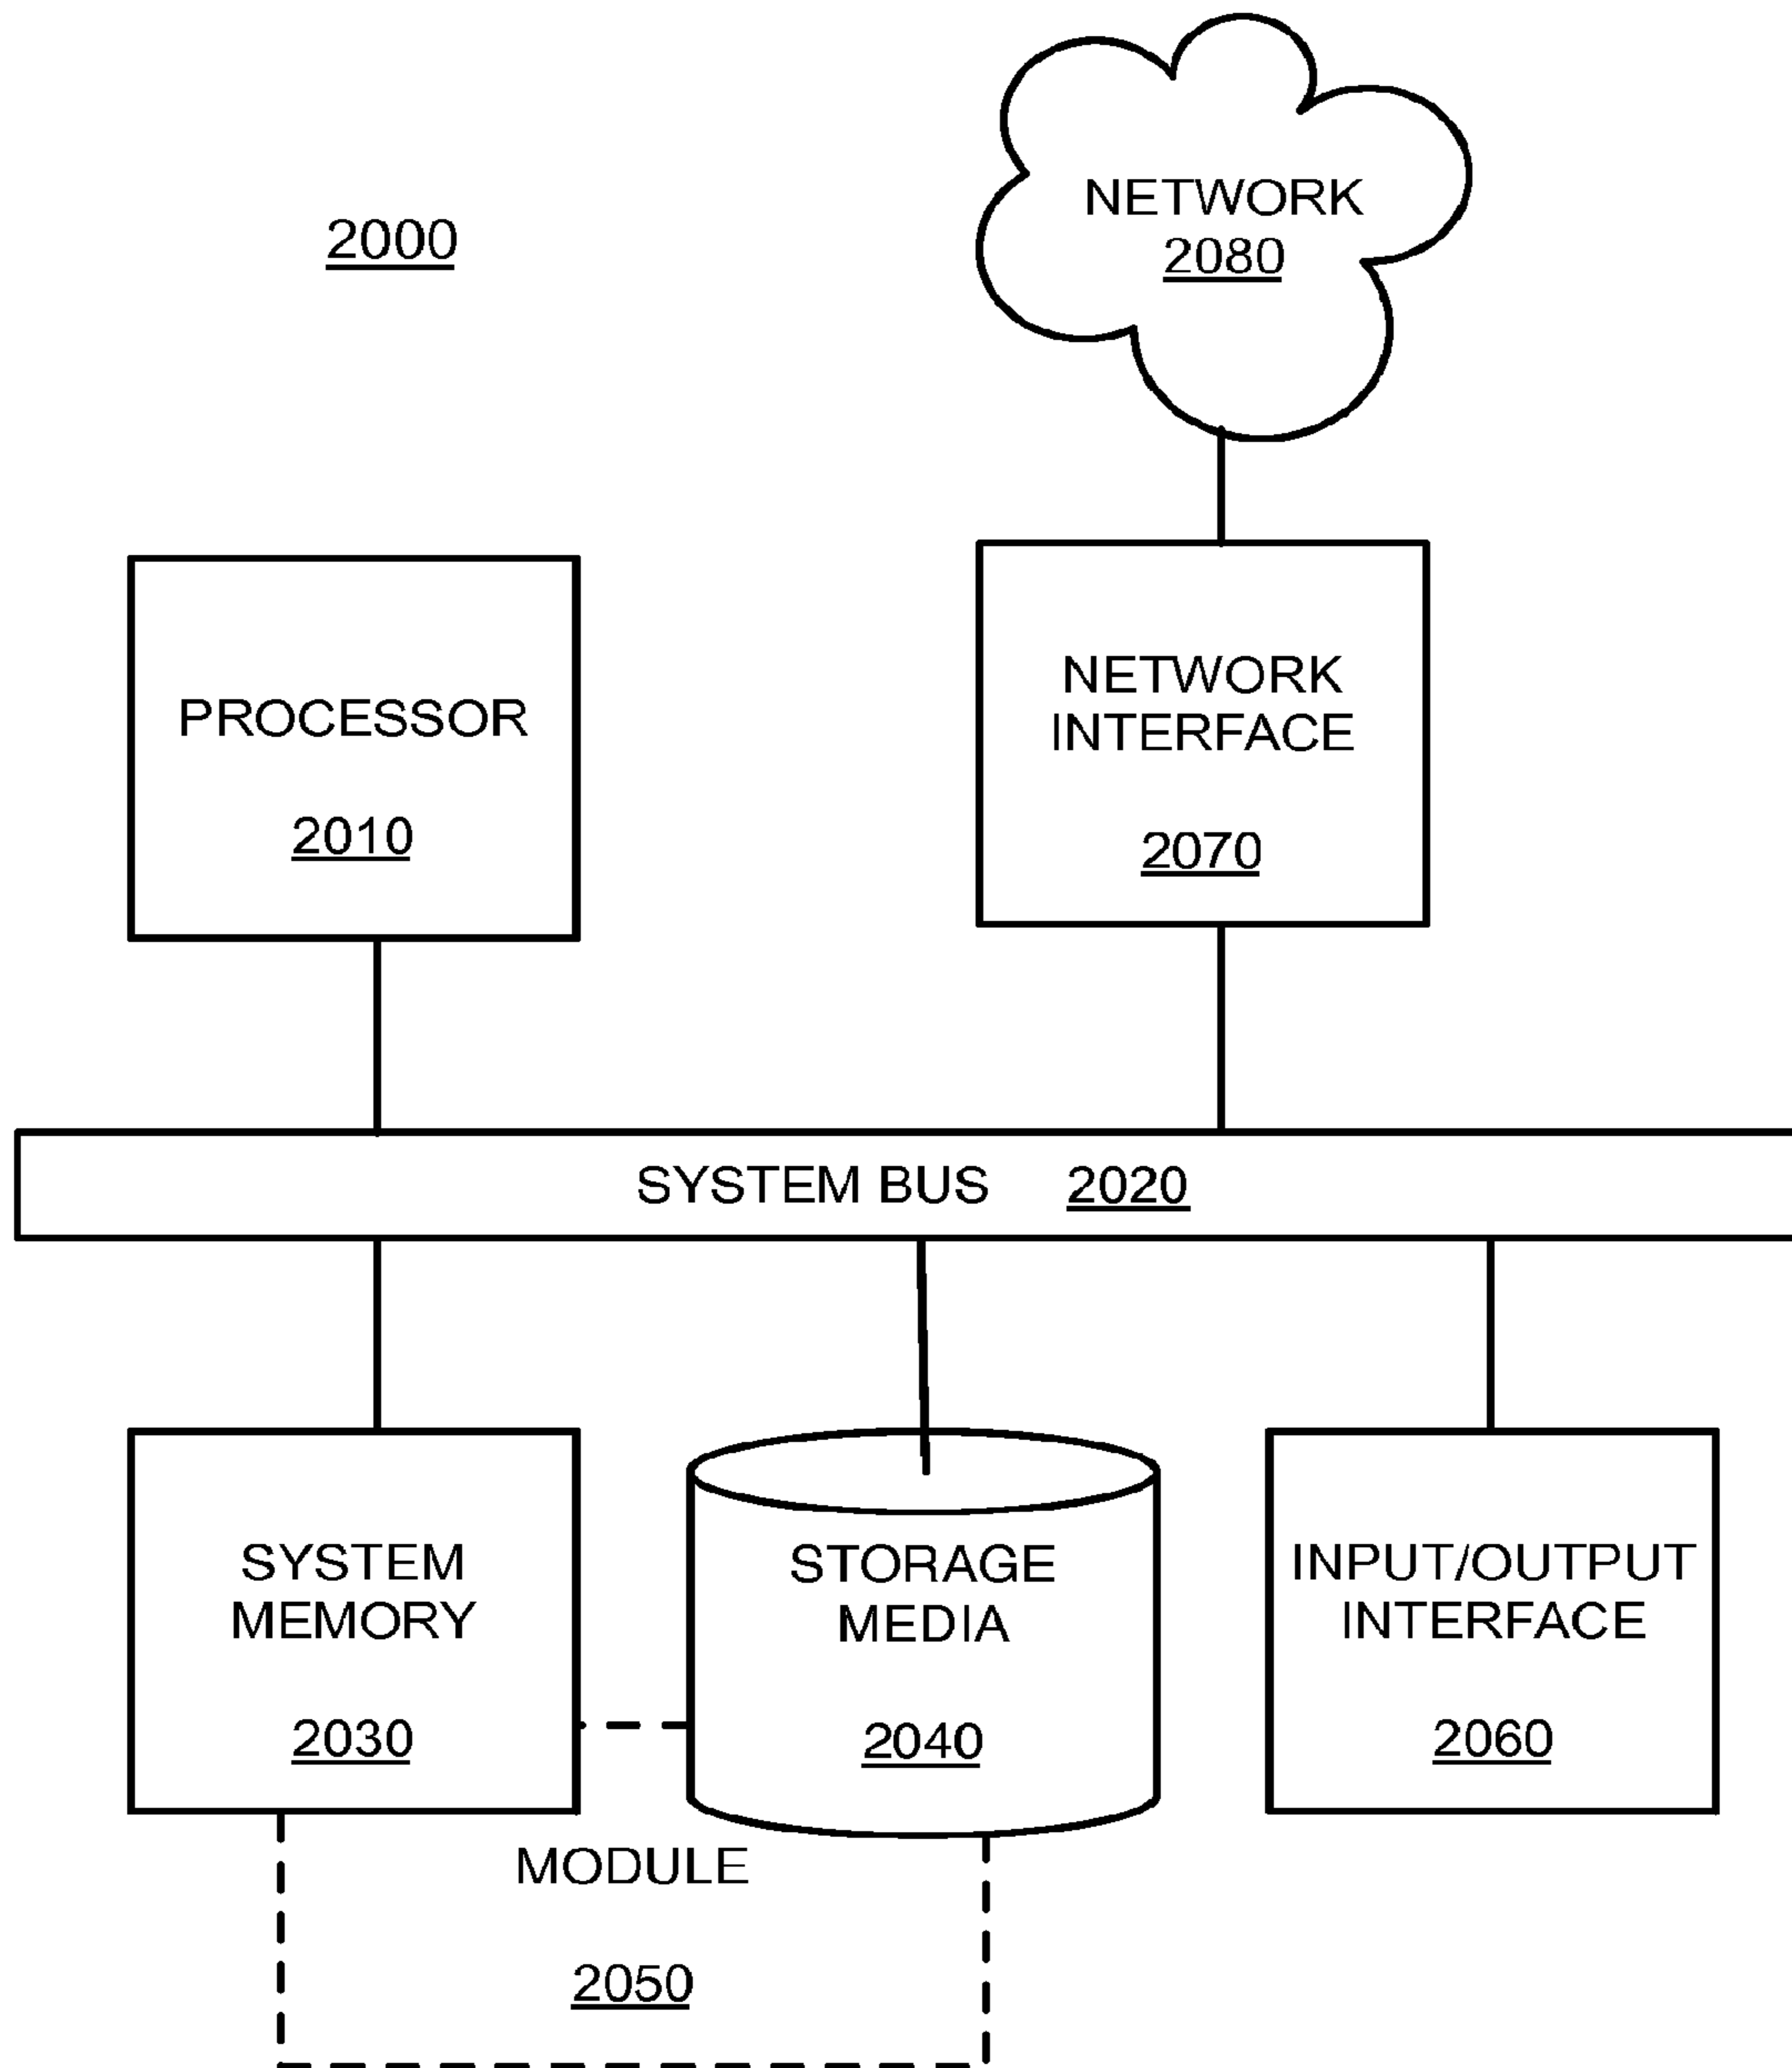 NETWORK
2080
2000
PROCESSOR
2010
NETWORK
INTERFACE
2070
SYSTEM BUS 2020
SYSTEM
MEMORY
2030
STORAGE
MEDIA
2040
INPUT/OUTPUT
INTERFACE
2060
MODULE
2050